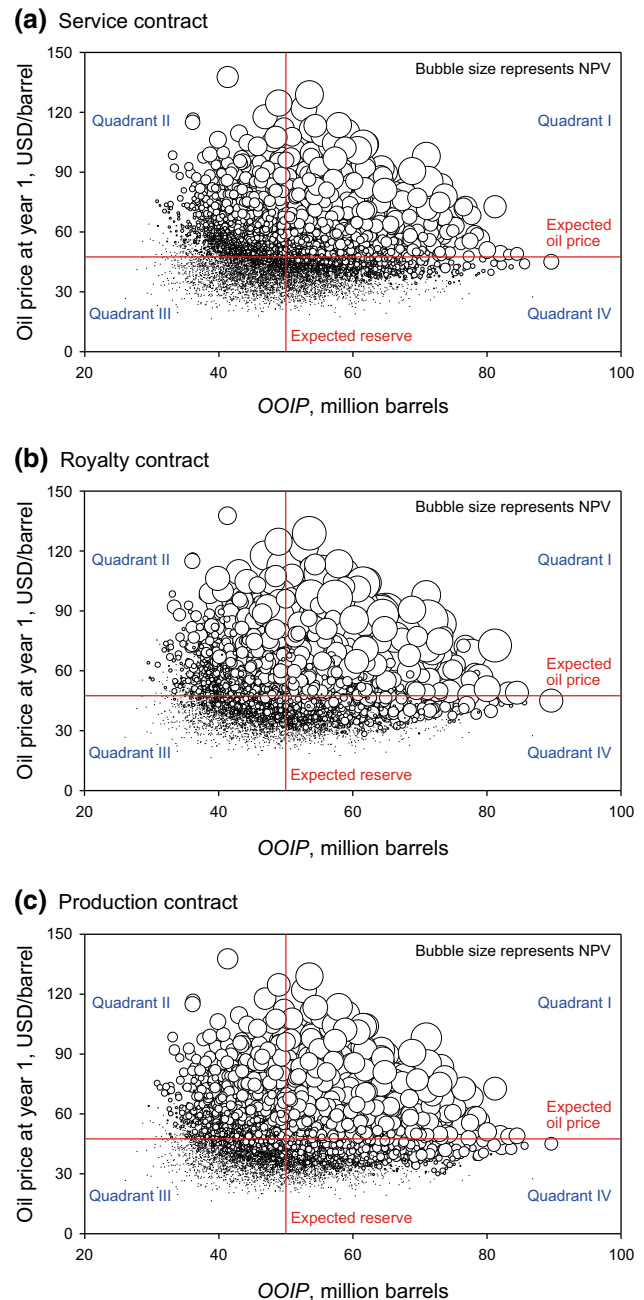 (a) Service contract
150
Bubble size represents NPV
120
Quadrant II
Quadrant I
90
60
Expected
oil price
30
Quadrant III
Quadrant IV
Expected reserve
0
20
40
60
80
100
Oil price at year 1, USD/barrel
OOIP, million barrels
(b) Royalty contract
150
Bubble size represents NPV
120
Quadrant II
Quadrant I
90
60
Expected
oil price
30
Quadrant III
Quadrant IV
Expected reserve
0
20
40
60
80
100
Oil price at year 1, USD/barrel
OOIP, million barrels
(c) Production contract
150
Bubble size represents NPV
120
Quadrant II
Quadrant I
90
60
Expected
oil price
30
Quadrant III
Quadrant IV
Expected reserve
0
20
40
60
80
100
Oil price at year 1, USD/barrel
OOIP, million barrels